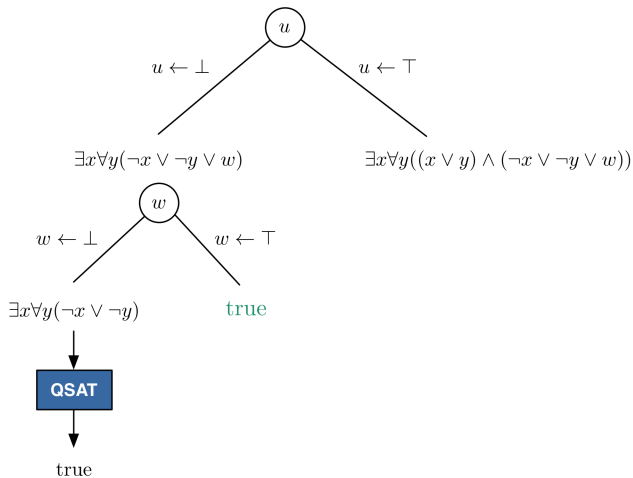 u
u ← ⊥ u ← ⊤
∃x∀y(¬x ∨ ¬y ∨ w) ∃x∀y((x ∨ y) ∧ (¬x ∨ ¬y ∨ w))
w
w ← ⊥ w ← ⊤
∃x∀y(¬x ∨ ¬y) true
QSAT
true